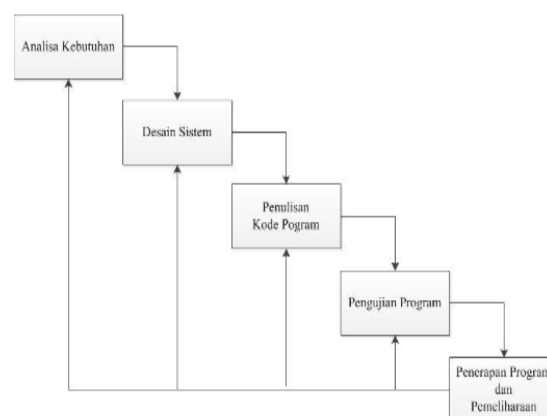 Analisa Kebutuhan
Desain Sistem
Penulisan
Kode Pogram
Pengujian Program
Penerapan Program
dan
Pemeliharaan